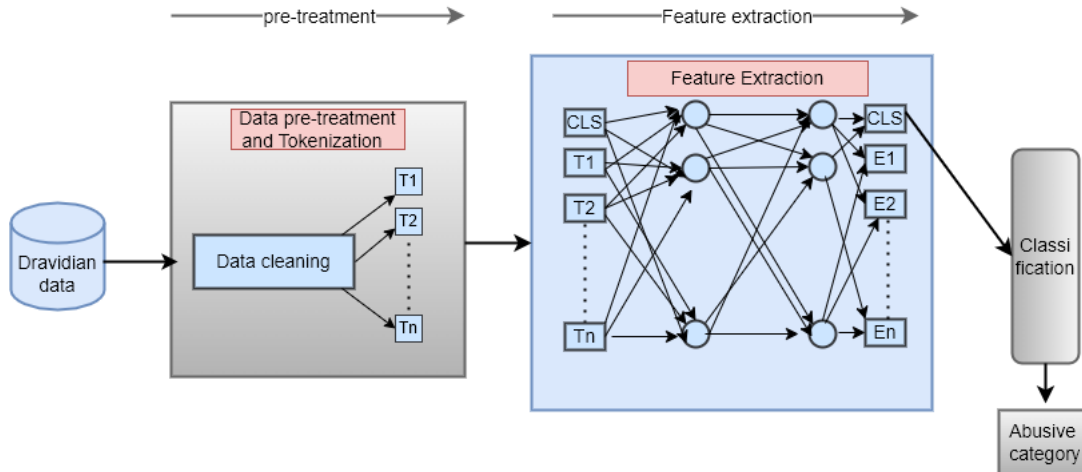 pre-treatment
Feature extraction
Data pre-treatment
and Tokenization
T1
T2
Tn
Data cleaning
Dravidian
data
Feature Extraction
CLS
T1
T2
Tn
CLS
E1
E2
En
Classi
fication
Abusive
category